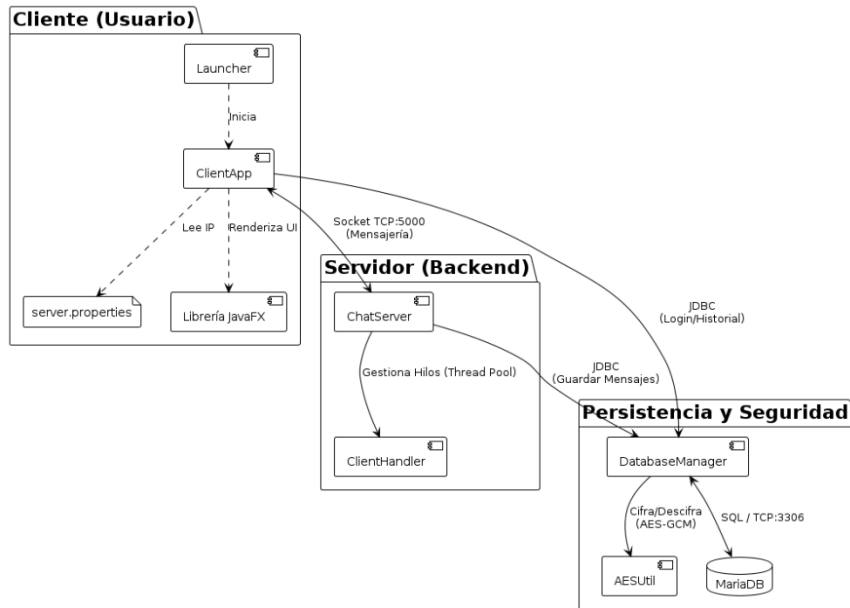 Cliente (Usuario)
Launcher
Inicia
ClientApp
Lee IP
Renderiza UI
server.properties
Librería JavaFX
Socket TCP:5000
(Mensajería)
Servidor (Backend)
ChatServer
Gestiona Hilos (Thread Pool)
ClientHandler
JDBC
(Login/Historial)
JDBC
(Guardar Mensajes)
Persistencia y Seguridad
DatabaseManager
Cifra/Descifra
(AES-GCM)
SQL / TCP:3306
AESUtil
MariaDB